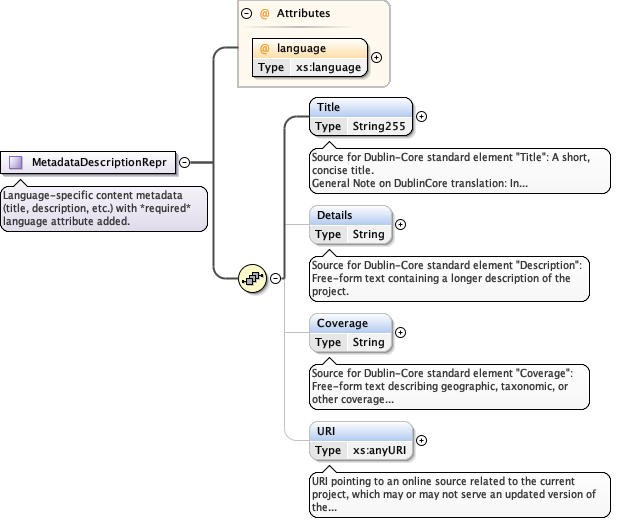 @ Attributes
@ language
Type xs:language
MetadataDescriptionRepr
Language-specific content metadata
(title, description, etc.) with *required*
language attribute added.
Title
Type String255
Source for Dublin-Core standard element "Title": A short,
concise title.
General Note on DublinCore translation: In...
Details
Type String
Source for Dublin-Core standard element "Description":
Free-form text containing a longer description of the
project.
Coverage
Type String
Source for Dublin-Core standard element "Coverage":
Free-form text describing geographic, taxonomic, or
other coverage...
URI
Type xs:anyURI
URI pointing to an online source related to the current
project, which may or may not serve an updated version of
the...